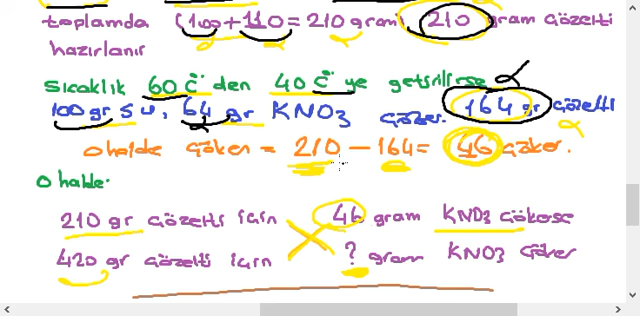 toplamda (100+110=210 gram) 210 gram çözelti
hazırlanır
Sıcaklık 60 C° den 40 C° ye getirilirse
100 gr su, 64 gr KNO3 çözer. 164 gr çözelti
O halde çöken = 210 - 164 = 46 çöker.
O halde:
210 gr çözelti için 46 gram KNO3 çökerse
420 gr çözelti için ? gram KNO3 çöker